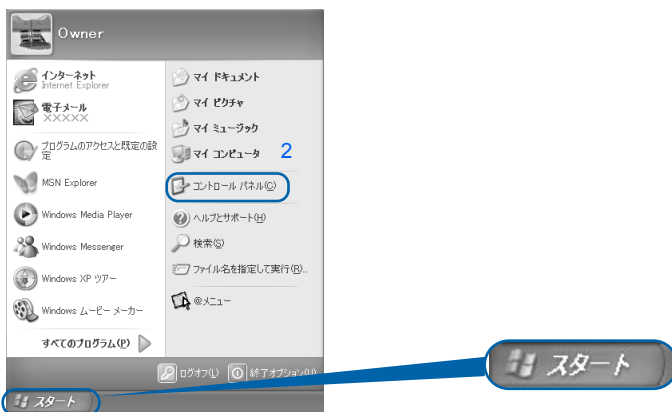 Owner
インターネット
Internet Explorer
電子メール
XXXXX
プログラムのアクセスと既定の設
定
MSN Explorer
Windows Media Player
Windows Messenger
Windows XP ツアー
Windows ムービー メーカー
すべてのプログラム(P)
マイ ドキュメント
マイ ピクチャ
マイ ミュージック
マイ コンピュータ
2
コントロール パネル(C)
ヘルプとサポート(H)
検索(S)
ファイル名を指定して実行(R)...
@メニュー
ログオフ(L)
終了オプション(U)
スタート
スタート